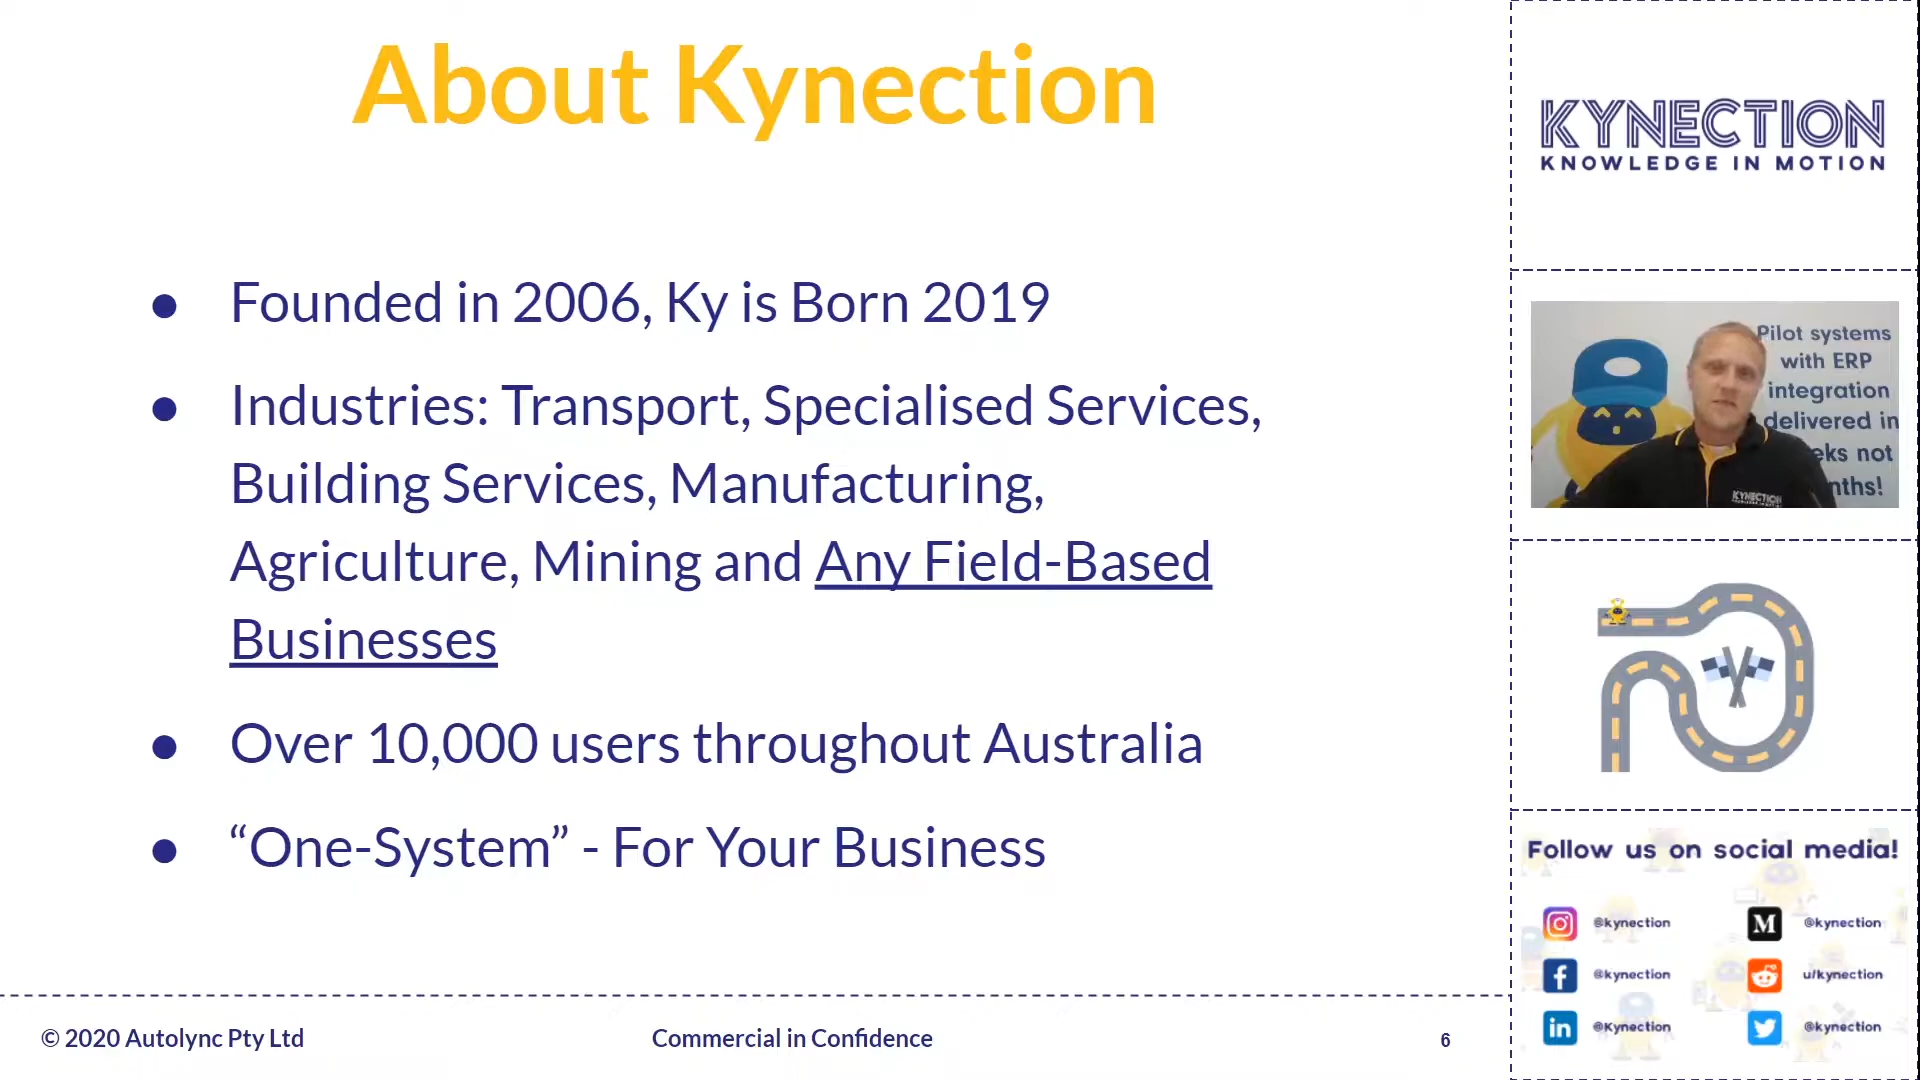 About Kynection
● Founded in 2006, Ky is Born 2019
● Industries: Transport, Specialised Services,
Building Services, Manufacturing,
Agriculture, Mining and Any Field-Based
Businesses
● Over 10,000 users throughout Australia
● “One-System” - For Your Business
© 2020 Autolync Pty Ltd
Commercial in Confidence
6
KYNECTION
KNOWLEDGE IN MOTION
Pilot systems
with ERP
integration
delivered in
eks not
nths!
KYNECTION
Follow us on social media!
@kynection
M @kynection
f @kynection
u/kynection
in @Kynection
@kynection